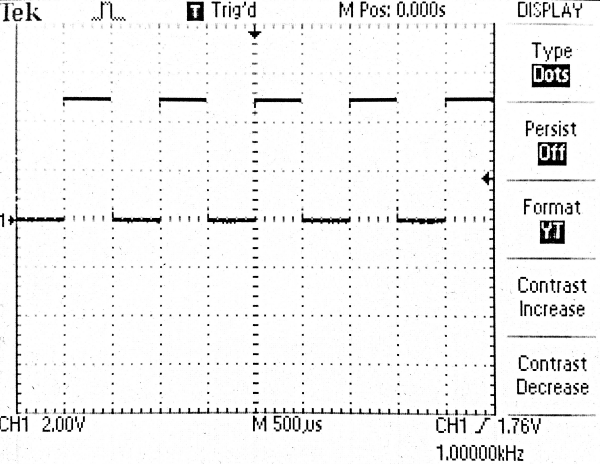 Tek T Trig'd M Pos: 0.000s DISPLAY
Type
Dots
Persist
Off
Format
YT
Contrast
Increase
Contrast
Decrease
1
CH1 2.00V M 500µs CH1 1.76V
1.00000kHz